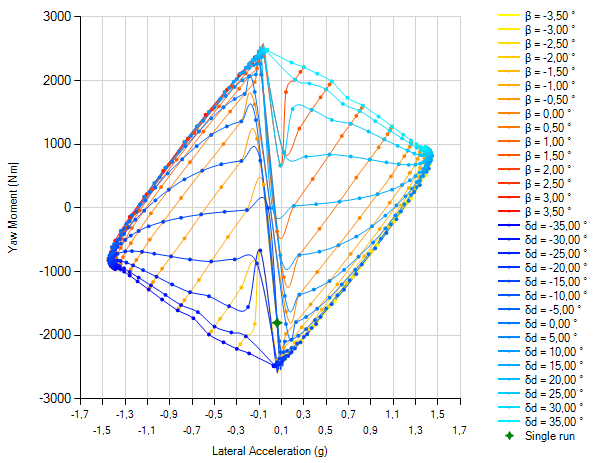 Yaw Moment (Nm|
3000
2000
1000
0
-1000
-2000
-3000
-1,7 -1,3 -0,9 -0,5 -0,1 0,3 0,7 1,1 1,5
-1,5 -1,1 -0,7 -0,3 0,1 0,5 0,9 1,3 1,7
Lateral Acceleration (g)
β = -3,50 °
β = -3,00 °
β = -2,50 °
β = -2,00 °
β = -1,50 °
β = -1,00 °
β = -0,50 °
β = 0,00 °
β = 0,50 °
β = 1,00 °
β = 1,50 °
β = 2,00 °
β = 2,50 °
β = 3,00 °
β = 3,50 °
δd = -35,00 °
δd = -30,00 °
δd = -25,00 °
δd = -20,00 °
δd = -15,00 °
δd = -10,00 °
δd = -5,00 °
δd = 0,00 °
δd = 5,00 °
δd = 10,00 °
δd = 15,00 °
δd = 20,00 °
δd = 25,00 °
δd = 30,00 °
δd = 35,00 °
Single run